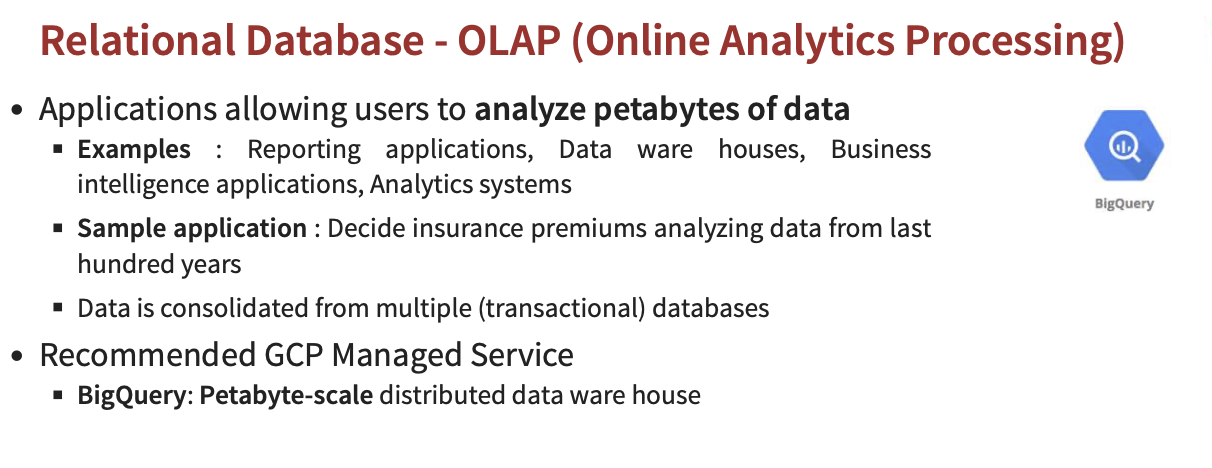 Relational Database - OLAP (Online Analytics Processing)
• Applications allowing users to analyze petabytes of data
▪ Examples : Reporting applications, Data ware houses, Business
intelligence applications, Analytics systems
▪ Sample application : Decide insurance premiums analyzing data from last
hundred years
▪ Data is consolidated from multiple (transactional) databases
• Recommended GCP Managed Service
▪ BigQuery: Petabyte-scale distributed data ware house
BigQuery